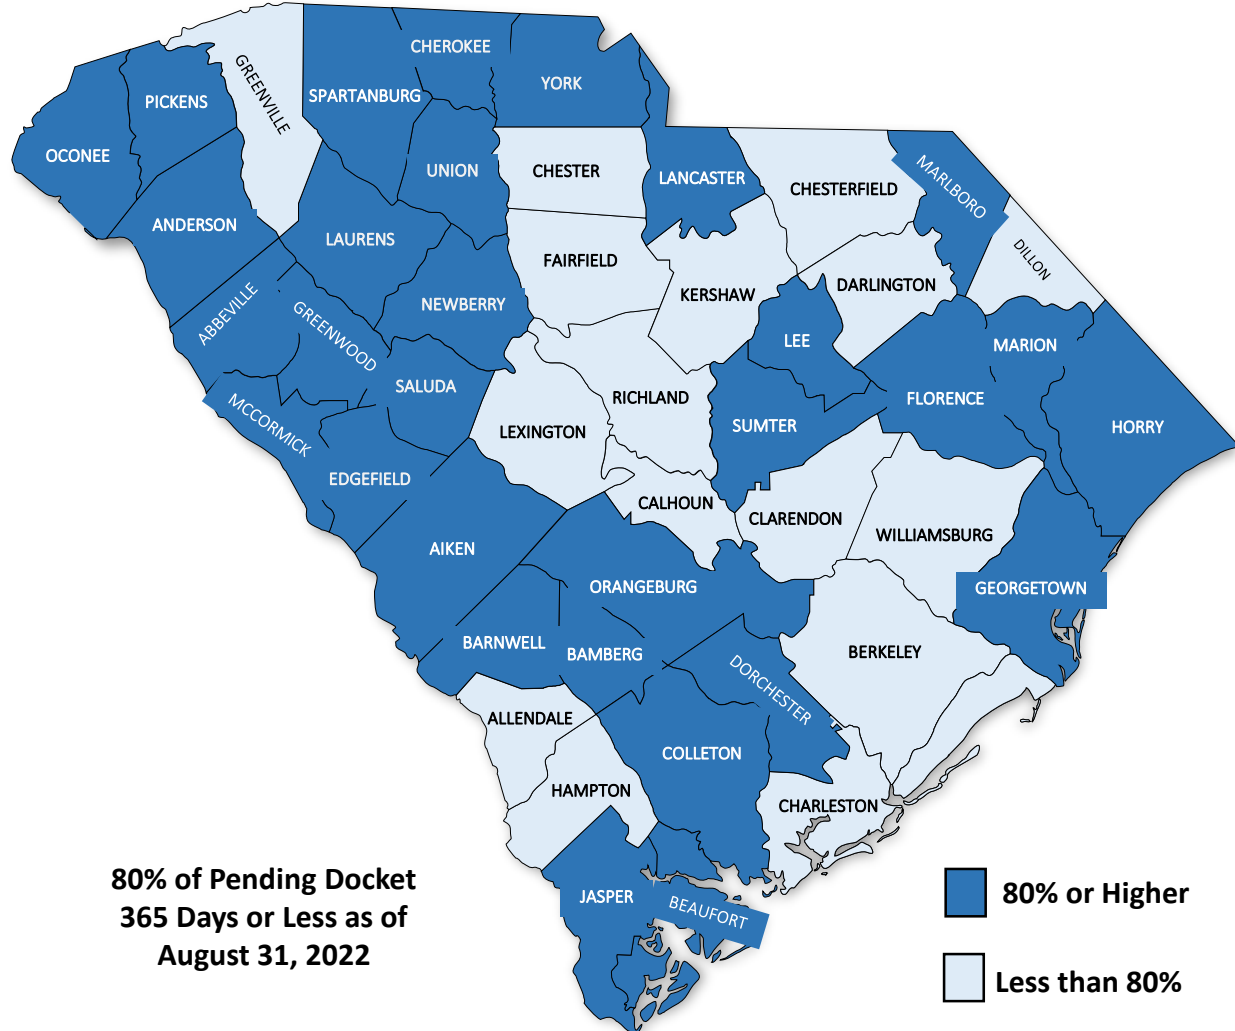 CHEROKEE
GREENVILLE
YORK
SPARTANBURG
PICKENS
OCONEE
UNION
CHESTER
LANCASTER
CHESTERFIELD
MARLBORO
ANDERSON
LAURENS
FAIRFIELD
DILLON
KERSHAW
DARLINGTON
NEWBERRY
ABBEVILLE
GREENWOOD
LEE
MARION
SALUDA
RICHLAND
FLORENCE
MCCORMICK
LEXINGTON
SUMTER
HORRY
EDGEFIELD
CALHOUN
CLARENDON
WILLIAMSBURG
AIKEN
ORANGEBURG
GEORGETOWN
BARNWELL
BAMBERG
BERKELEY
DORCHESTER
ALLENDALE
COLLETON
HAMPTON
CHARLESTON
JASPER
BEAUFORT
80% of Pending Docket
365 Days or Less as of
August 31, 2022
80% or Higher
Less than 80%